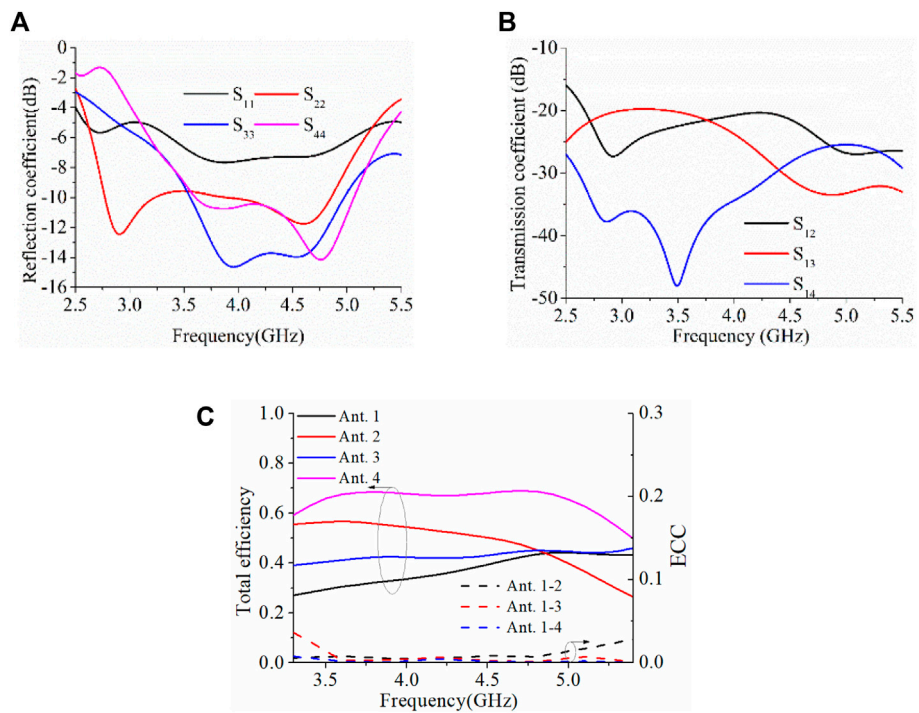 A
0
-2
-4
-6
-8
-10
-12
-14
-16
Reflection coefficient(dB)
S11 S22
S33 S44
2.5 3.0 3.5 4.0 4.5 5.0 5.5
Frequency(GHz)
B
-10
-20
-30
-40
-50
Transmission coefficient (dB)
S12
S13
S14
2.5 3.0 3.5 4.0 4.5 5.0 5.5
Frequency (GHz)
C
1.0
0.8
0.6
0.4
0.2
0.0
Total efficiency
Ant. 1
Ant. 2
Ant. 3
Ant. 4
Ant. 1-2
Ant. 1-3
Ant. 1-4
0.3
0.2
0.1
0.0
ECC
3.5 4.0 4.5 5.0
Frequency(GHz)